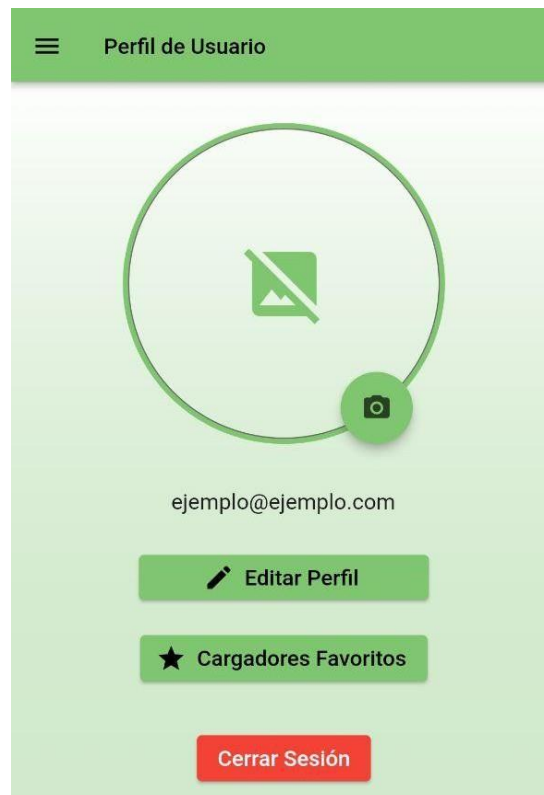 Perfil de Usuario
ejemplo@ejemplo.com
Editar Perfil
Cargadores Favoritos
Cerrar Sesión